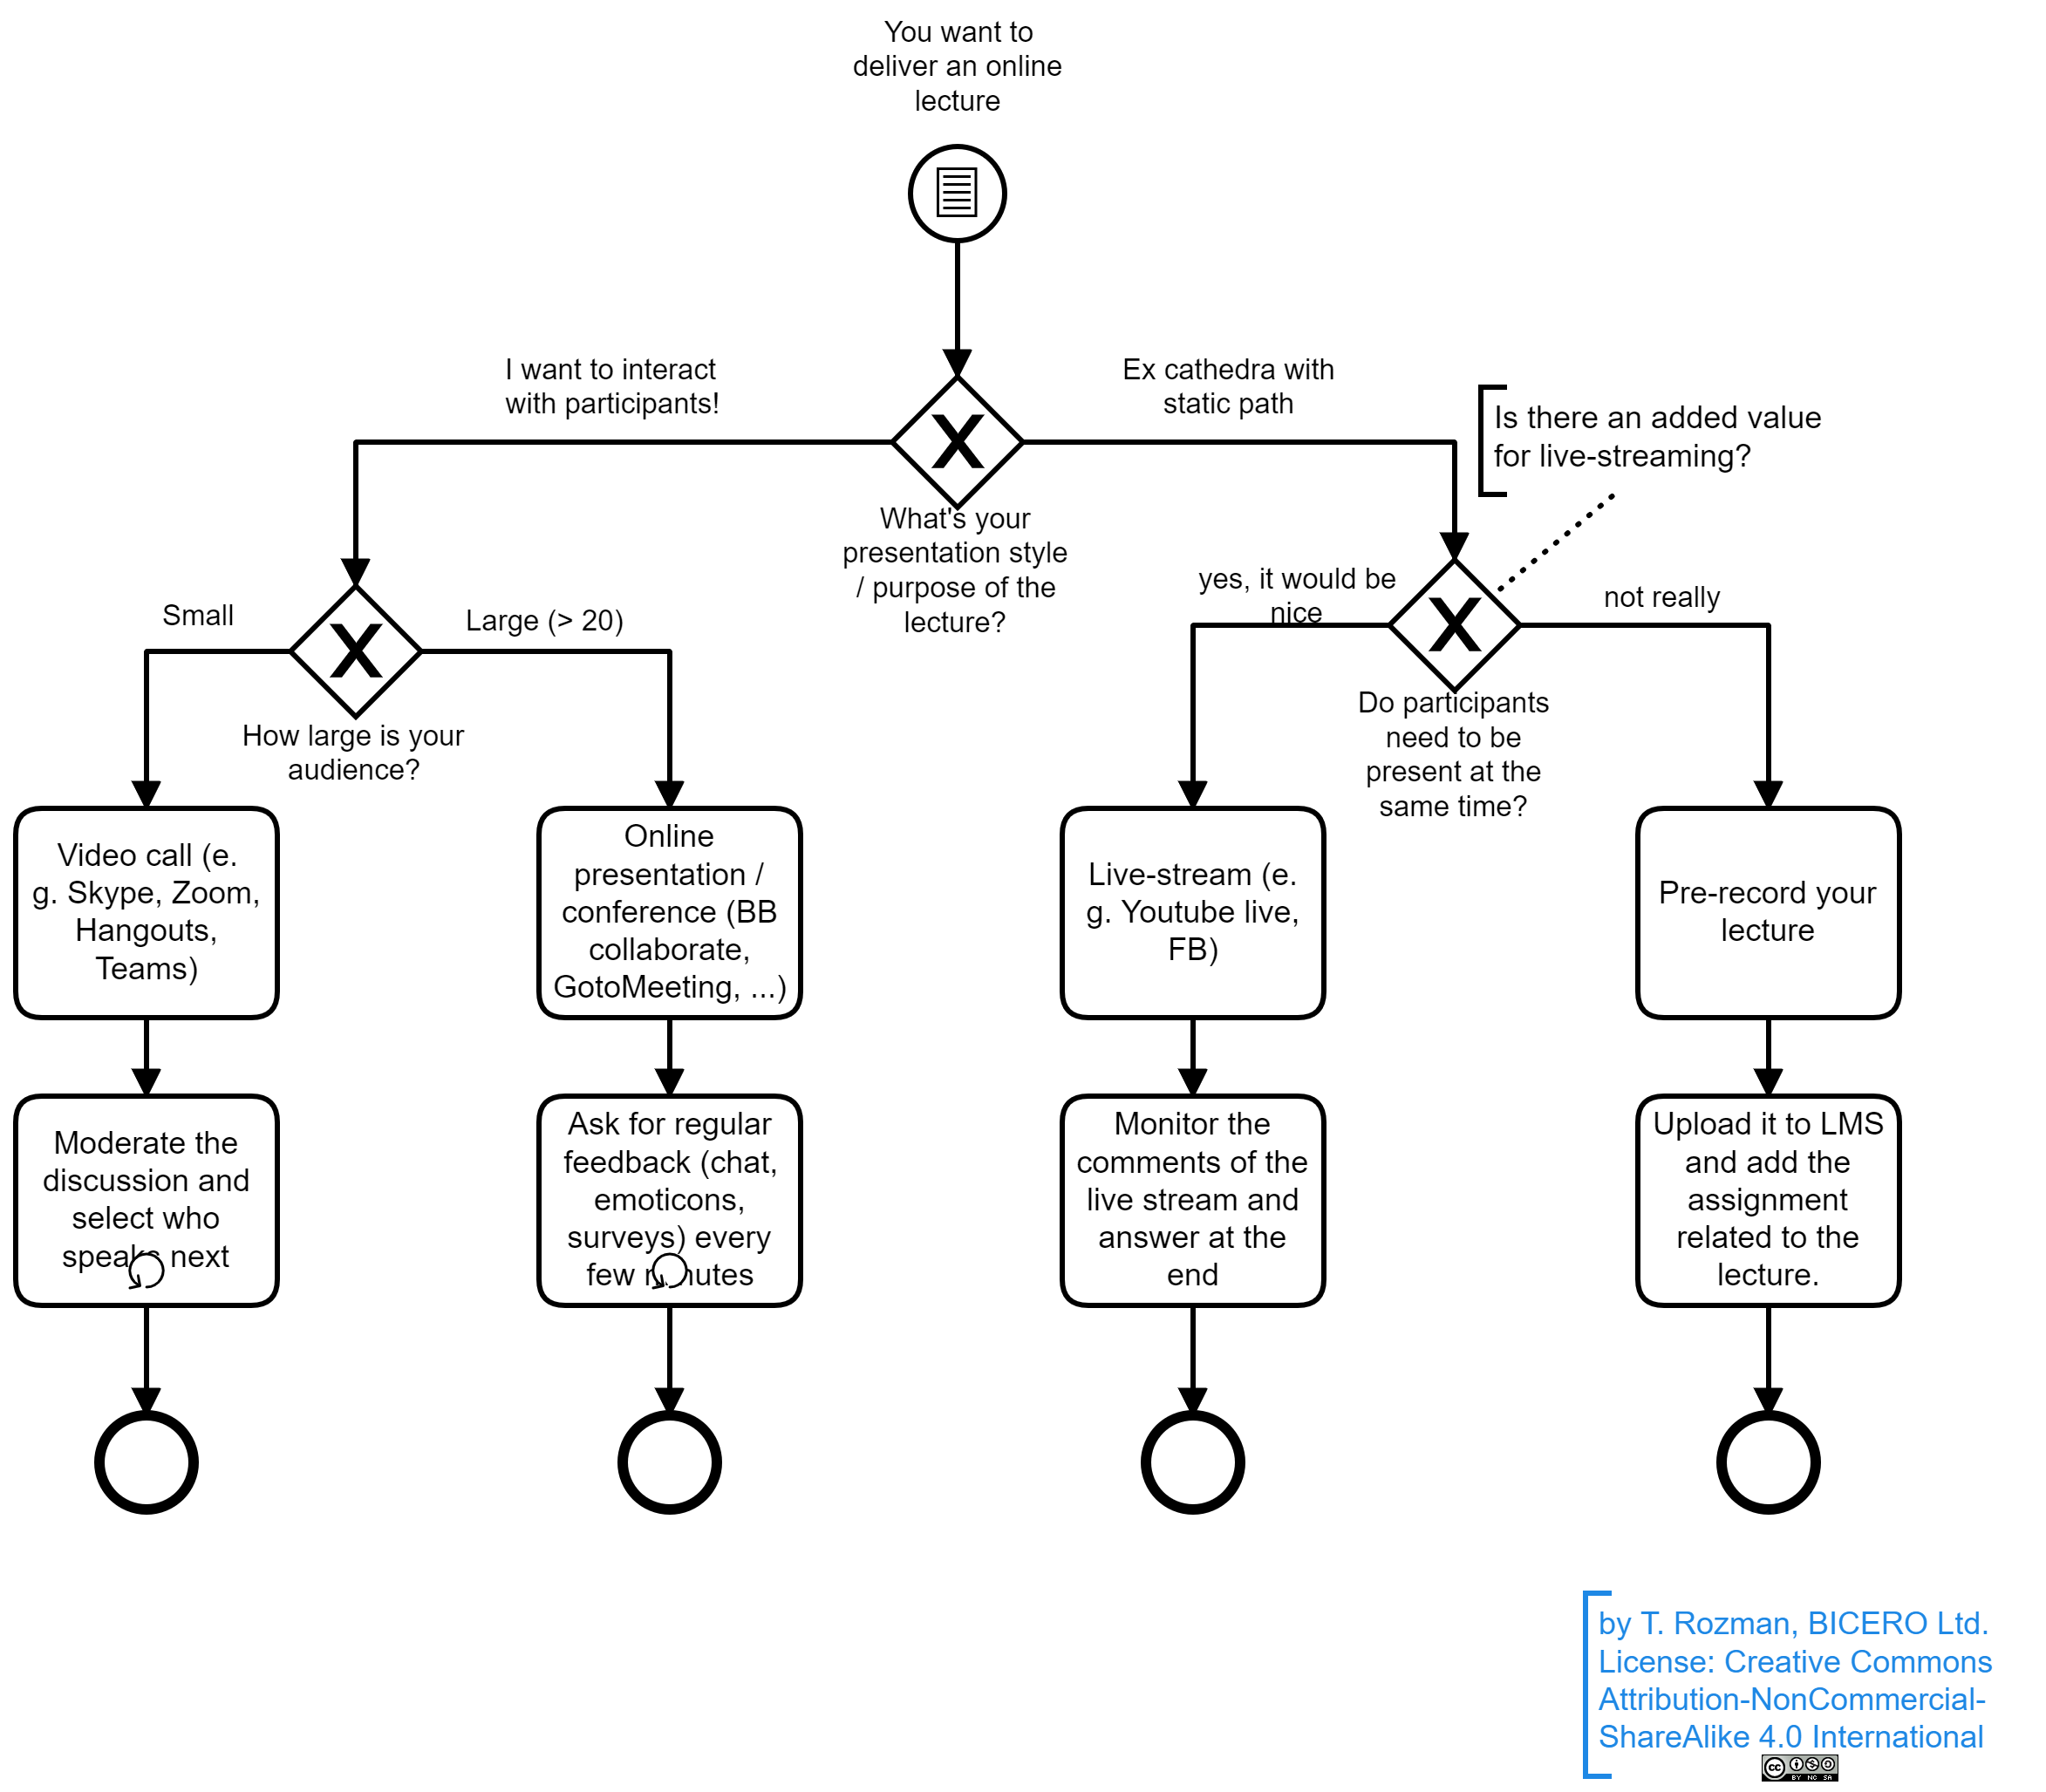 You want to
deliver an online
lecture
I want to interact
with participants!
Ex cathedra with
static path
Is there an added value
for live-streaming?
X
What's your
presentation style
/ purpose of the
lecture?
yes, it would be
nice
not really
X
Do participants
need to be
present at the
same time?
Small
Large (> 20)
X
How large is your
audience?
Video call (e.
g. Skype, Zoom,
Hangouts,
Teams)
Online
presentation /
conference (BB
collaborate,
GotoMeeting, ...)
Live-stream (e.
g. Youtube live,
FB)
Pre-record your
lecture
Moderate the
discussion and
select who
speaks next
Ask for regular
feedback (chat,
emoticons,
surveys) every
few minutes
Monitor the
comments of the
live stream and
answer at the
end
Upload it to LMS
and add the
assignment
related to the
lecture.
by T. Rozman, BICERO Ltd.
License: Creative Commons
Attribution-NonCommercial-
ShareAlike 4.0 International
cc
BY NC SA